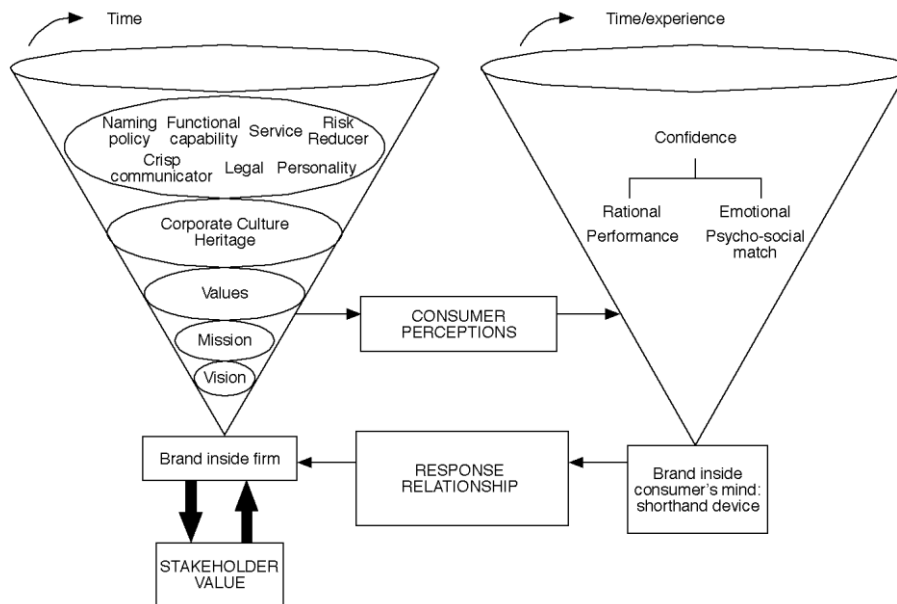 Time
Naming policy
Functional capability
Service
Risk Reducer
Crisp communicator
Legal
Personality
Corporate Culture
Heritage
Values
Mission
Vision
Brand inside firm
STAKEHOLDER
VALUE
CONSUMER
PERCEPTIONS
RESPONSE
RELATIONSHIP
Time/experience
Confidence
Rational
Performance
Emotional
Psycho-social
match
Brand inside
consumer's mind:
shorthand device